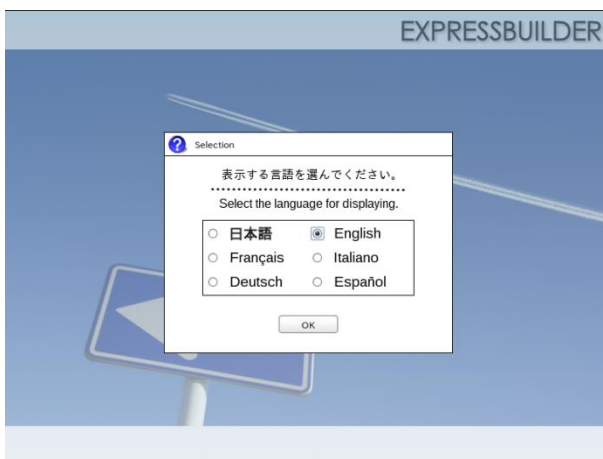 EXPRESSBUILDER
Selection
表示する言語を選んでください。
Select the language for displaying.
日本語 English
Français Italiano
Deutsch Español
OK